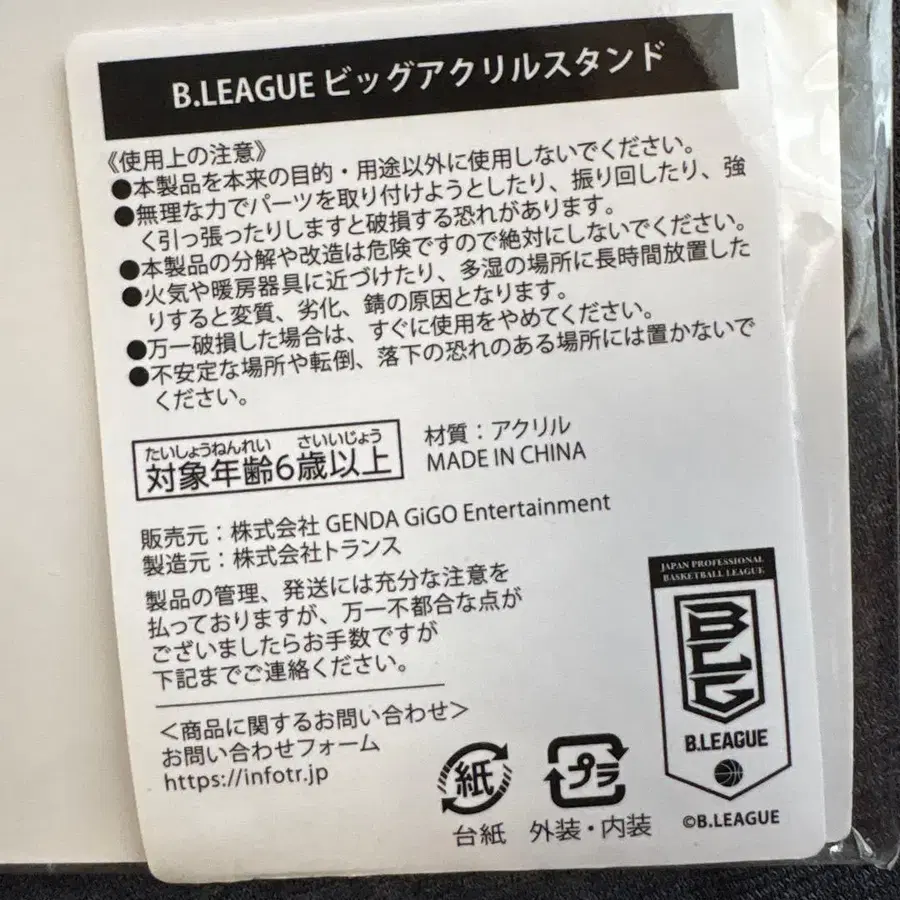 B.LEAGUE ビッグアクリルスタンド
《使用上の注意》
●本製品を本来の目的・用途以外に使用しないでください。
●無理な力でパーツを取り付けようとしたり、振り回したり、強
く引っ張ったりしますと破損する恐れがあります。
●本製品の分解や改造は危険ですので絶対にしないでください。
●火気や暖房器具に近づけたり、多湿の場所に長時間放置した
りすると変質、劣化、錆の原因となります。
●万一破損した場合は、すぐに使用をやめてください。
●不安定な場所や転倒、落下の恐れのある場所には置かないで
ください。
たいしょうねんれい さいいじょう
対象年齢6歳以上
材質：アクリル
MADE IN CHINA
販売元：株式会社 GENDA GiGO Entertainment
製造元：株式会社トランス
製品の管理、発送には充分な注意を
払っておりますが、万一不都合な点が
ございましたらお手数ですが
下記までご連絡ください。
＜商品に関するお問い合わせ＞
お問い合わせフォーム
https://infotr.jp
紙
台紙
プラ
外装・内装
JAPAN PROFESSIONAL
BASKETBALL LEAGUE
BLG
B.LEAGUE
©B.LEAGUE